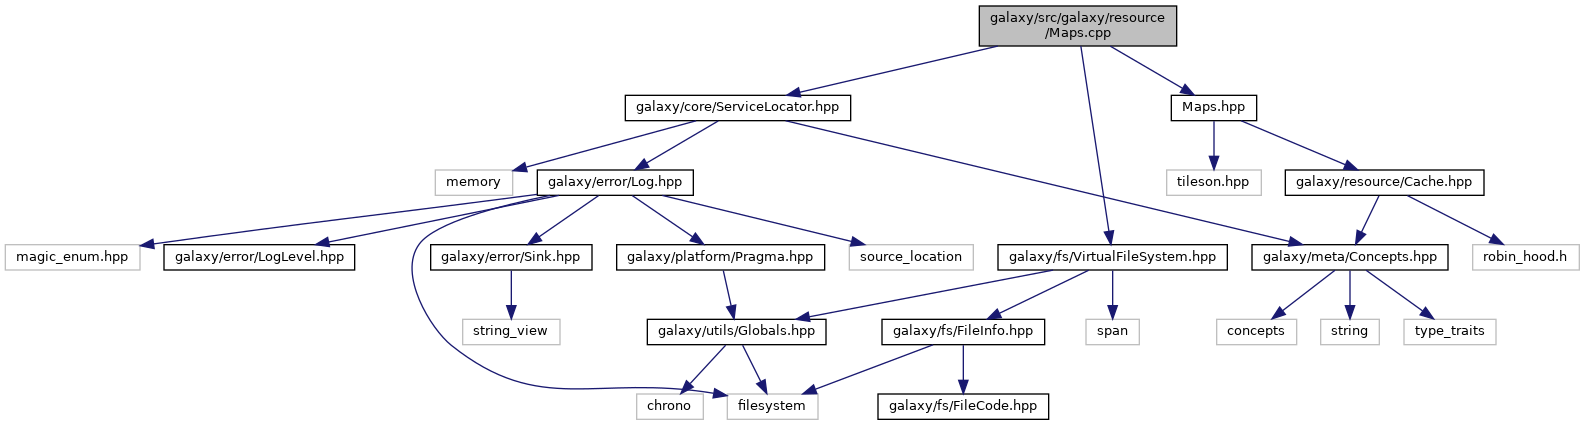 galaxy/src/galaxy/resource
/Maps.cpp
galaxy/core/ServiceLocator.hpp
Maps.hpp
memory
galaxy/error/Log.hpp
tileson.hpp
galaxy/resource/Cache.hpp
magic_enum.hpp
galaxy/error/LogLevel.hpp
galaxy/error/Sink.hpp
galaxy/platform/Pragma.hpp
source_location
galaxy/fs/VirtualFileSystem.hpp
galaxy/meta/Concepts.hpp
robin_hood.h
string_view
galaxy/utils/Globals.hpp
galaxy/fs/FileInfo.hpp
span
concepts
string
type_traits
chrono
filesystem
galaxy/fs/FileCode.hpp